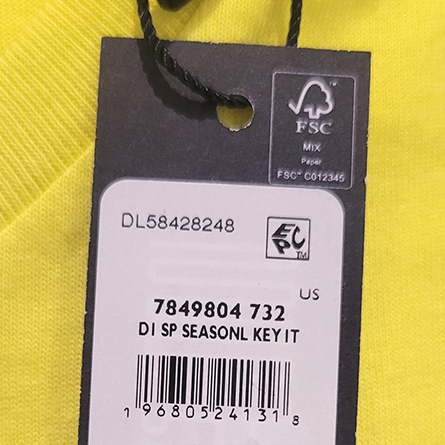 FSC
MIX
Paper
FSC™ C012345
DL58428248
EPC
TM
US
7849804 732
DI SP SEASONL KEY IT
1 96805 24131 8